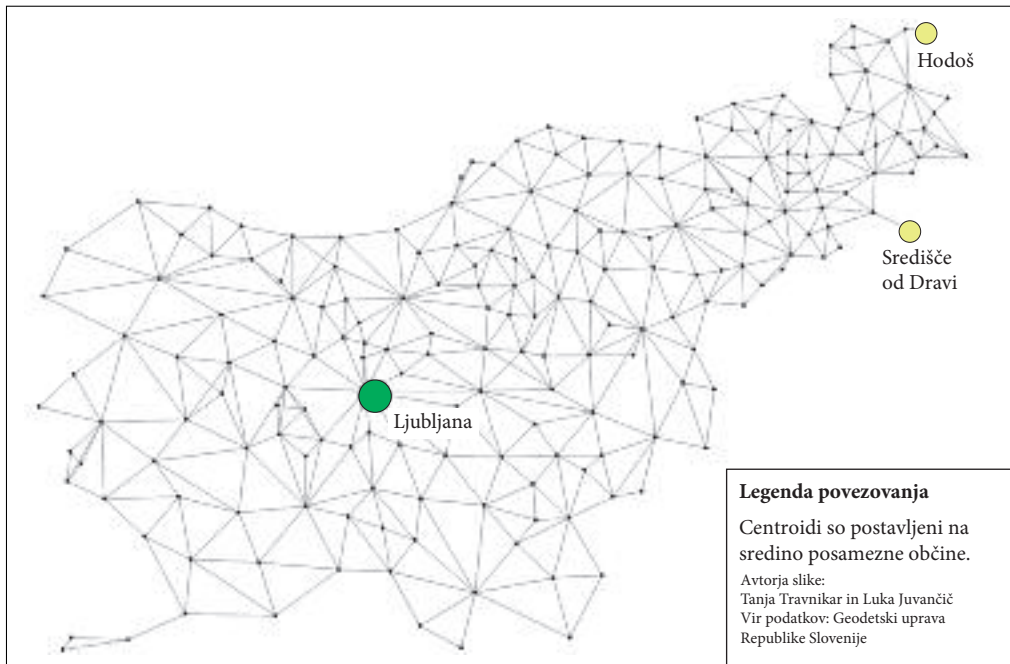 Hodoš
Središče
od Dravi
Ljubljana
Legenda povezovanja
Centroidi so postavljeni na
sredino posamezne občine.
Avtorja slike:
Tanja Travnikar in Luka Juvančič
Vir podatkov: Geodetski uprava
Republike Slovenije